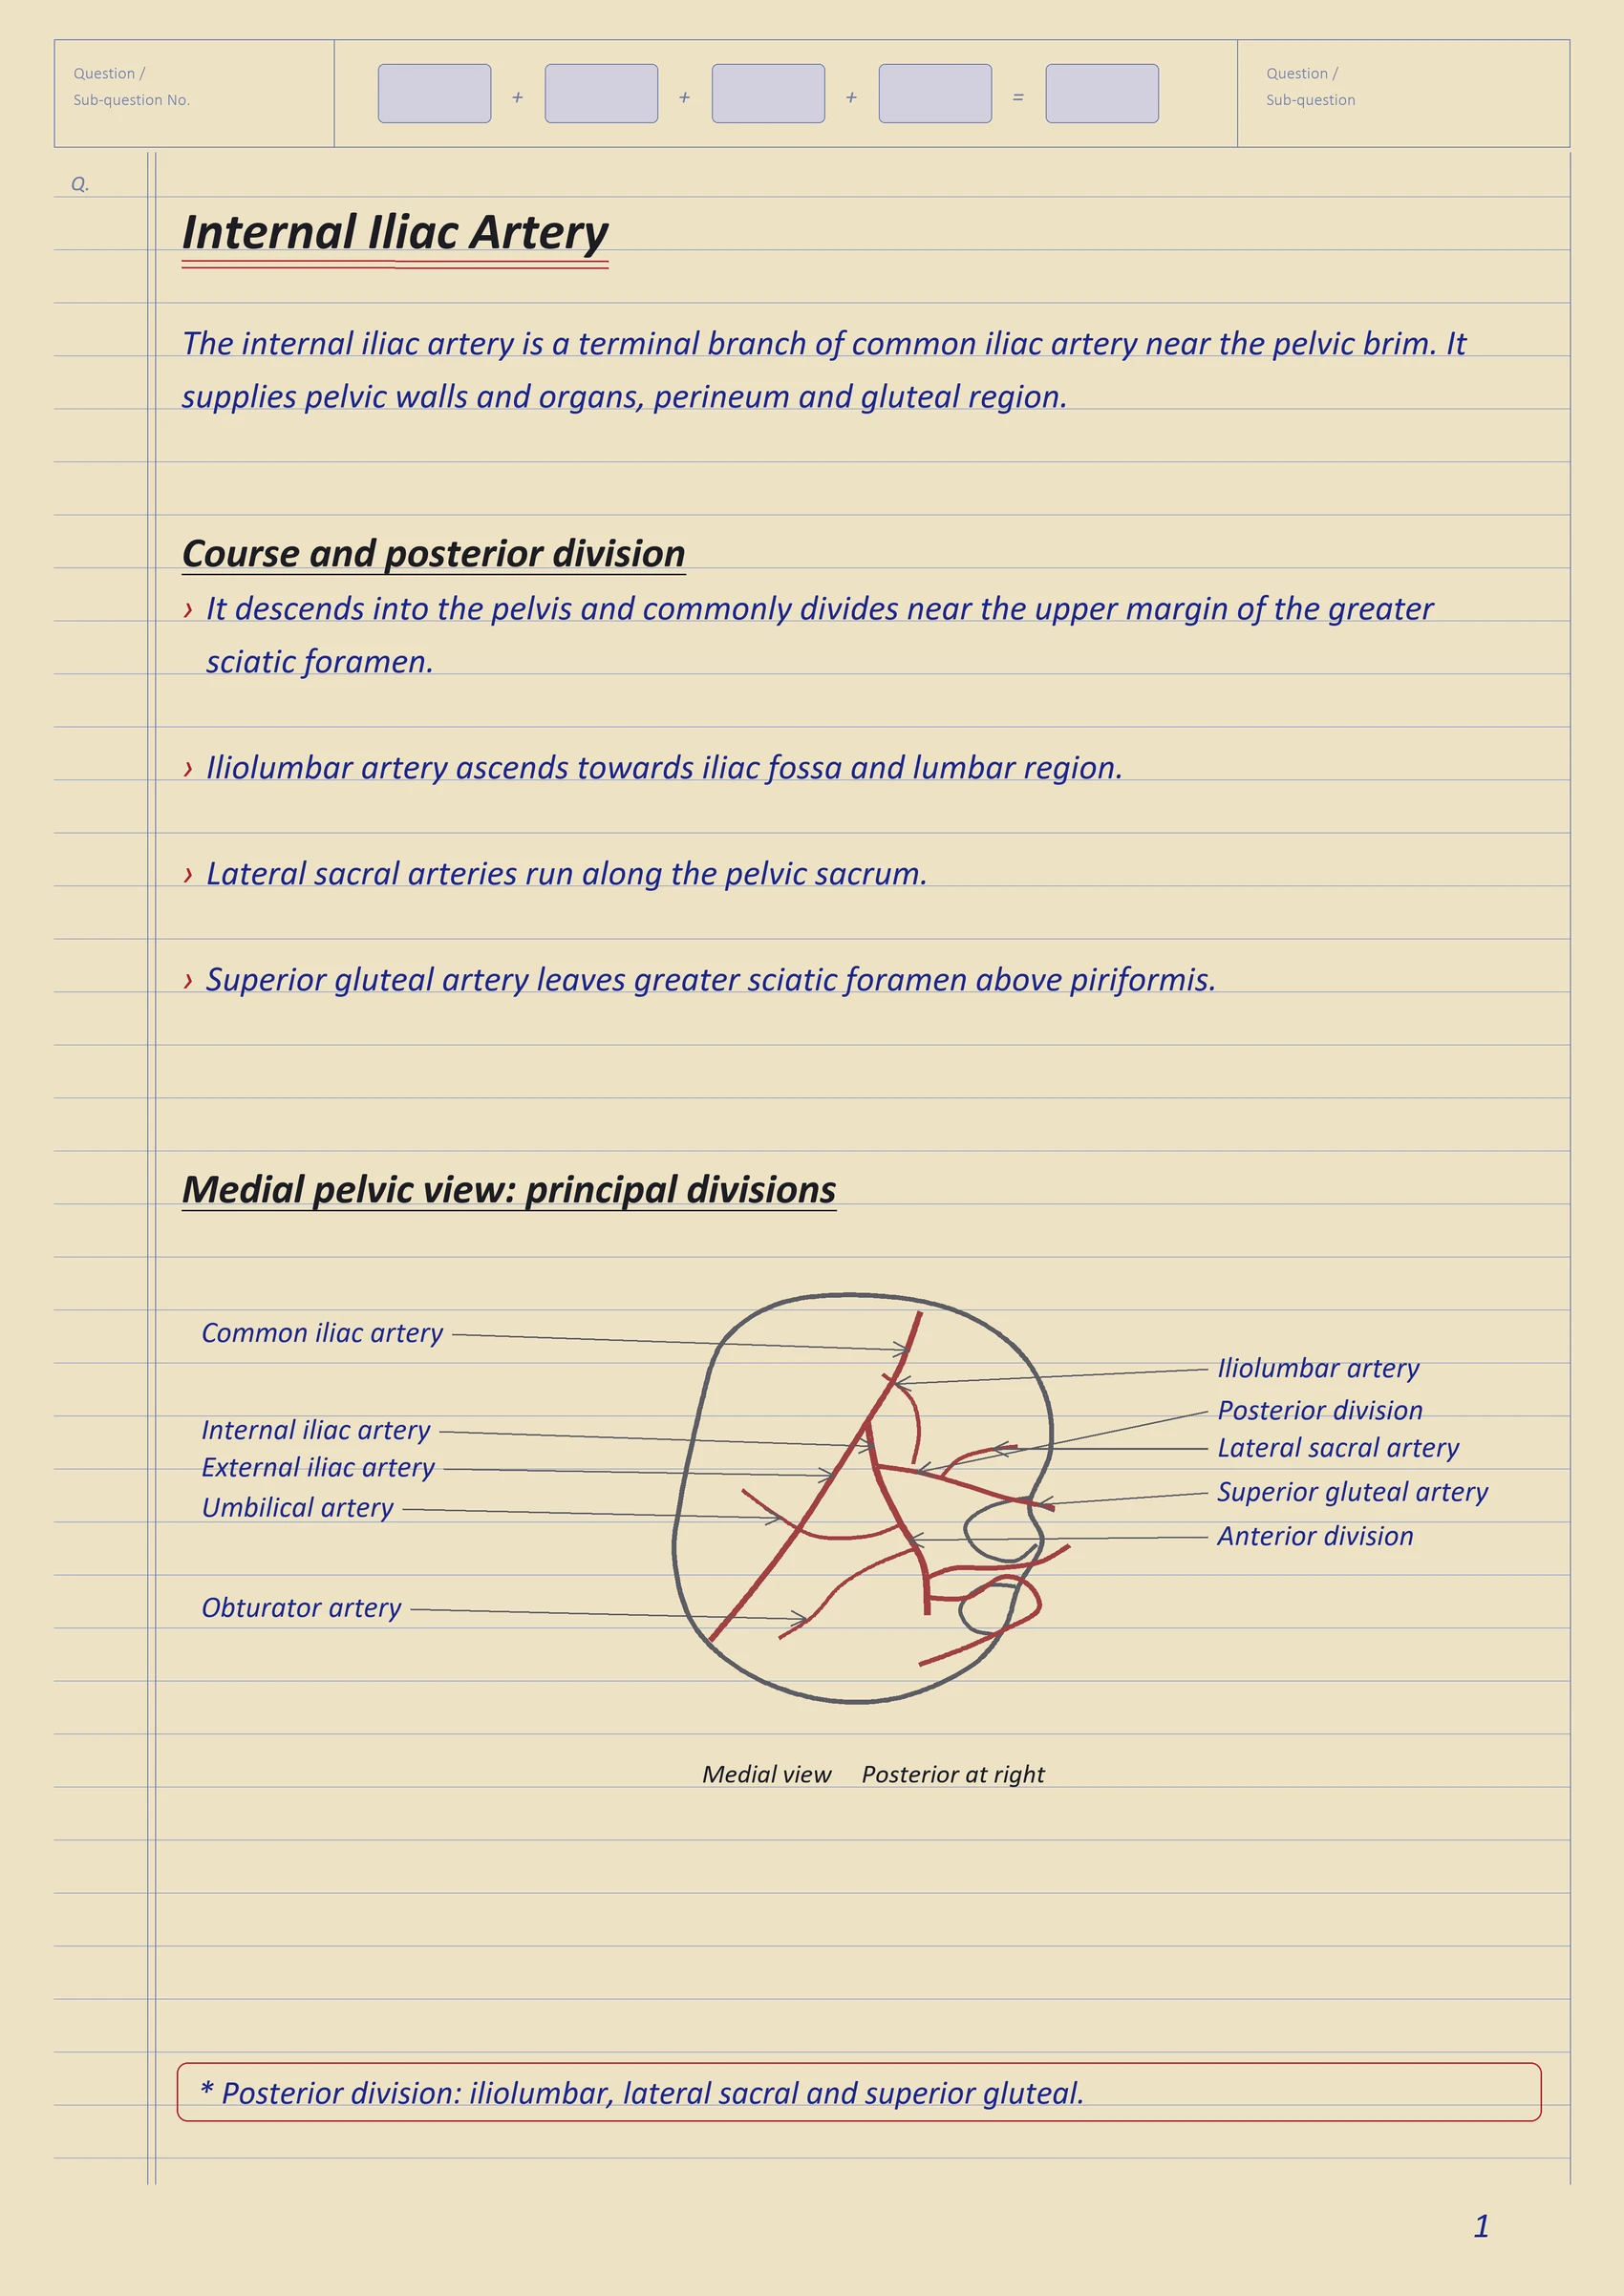 Question /
Sub-question No.
+ + + =
Question /
Sub-question
Q.
Internal Iliac Artery
The internal iliac artery is a terminal branch of common iliac artery near the pelvic brim. It
supplies pelvic walls and organs, perineum and gluteal region.
Course and posterior division
› It descends into the pelvis and commonly divides near the upper margin of the greater
sciatic foramen.
› Iliolumbar artery ascends towards iliac fossa and lumbar region.
› Lateral sacral arteries run along the pelvic sacrum.
› Superior gluteal artery leaves greater sciatic foramen above piriformis.
Medial pelvic view: principal divisions
Common iliac artery
Internal iliac artery
External iliac artery
Umbilical artery
Obturator artery
Iliolumbar artery
Posterior division
Lateral sacral artery
Superior gluteal artery
Anterior division
Medial view Posterior at right
* Posterior division: iliolumbar, lateral sacral and superior gluteal.
1